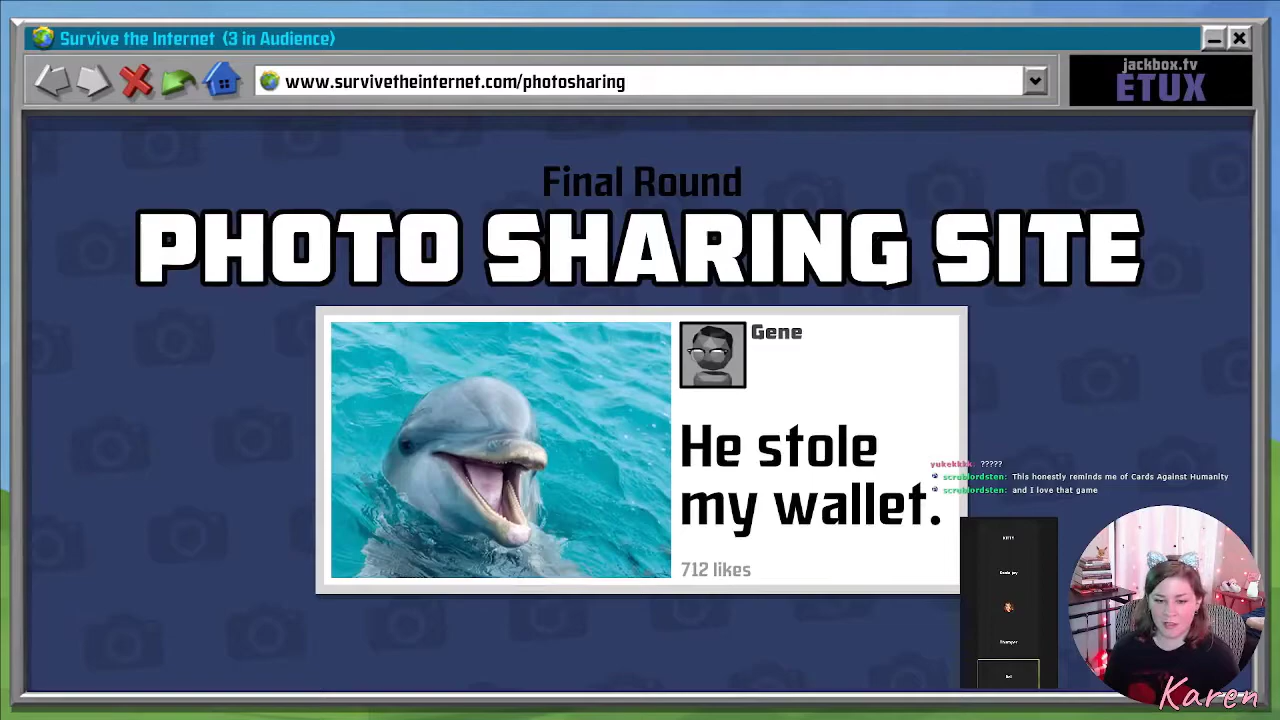 Survive the Internet (3 in Audience)
www.survivetheinternet.com/photosharing
jackbox.tv
ETUX
Final Round
PHOTO SHARING SITE
Gene
He stole
my wallet.
712 likes
yukekkkk: ?????
scrublordsten: This honestly reminds me of Cards Against Humanity
scrublordsten: and I love that game
KITTY
Karen